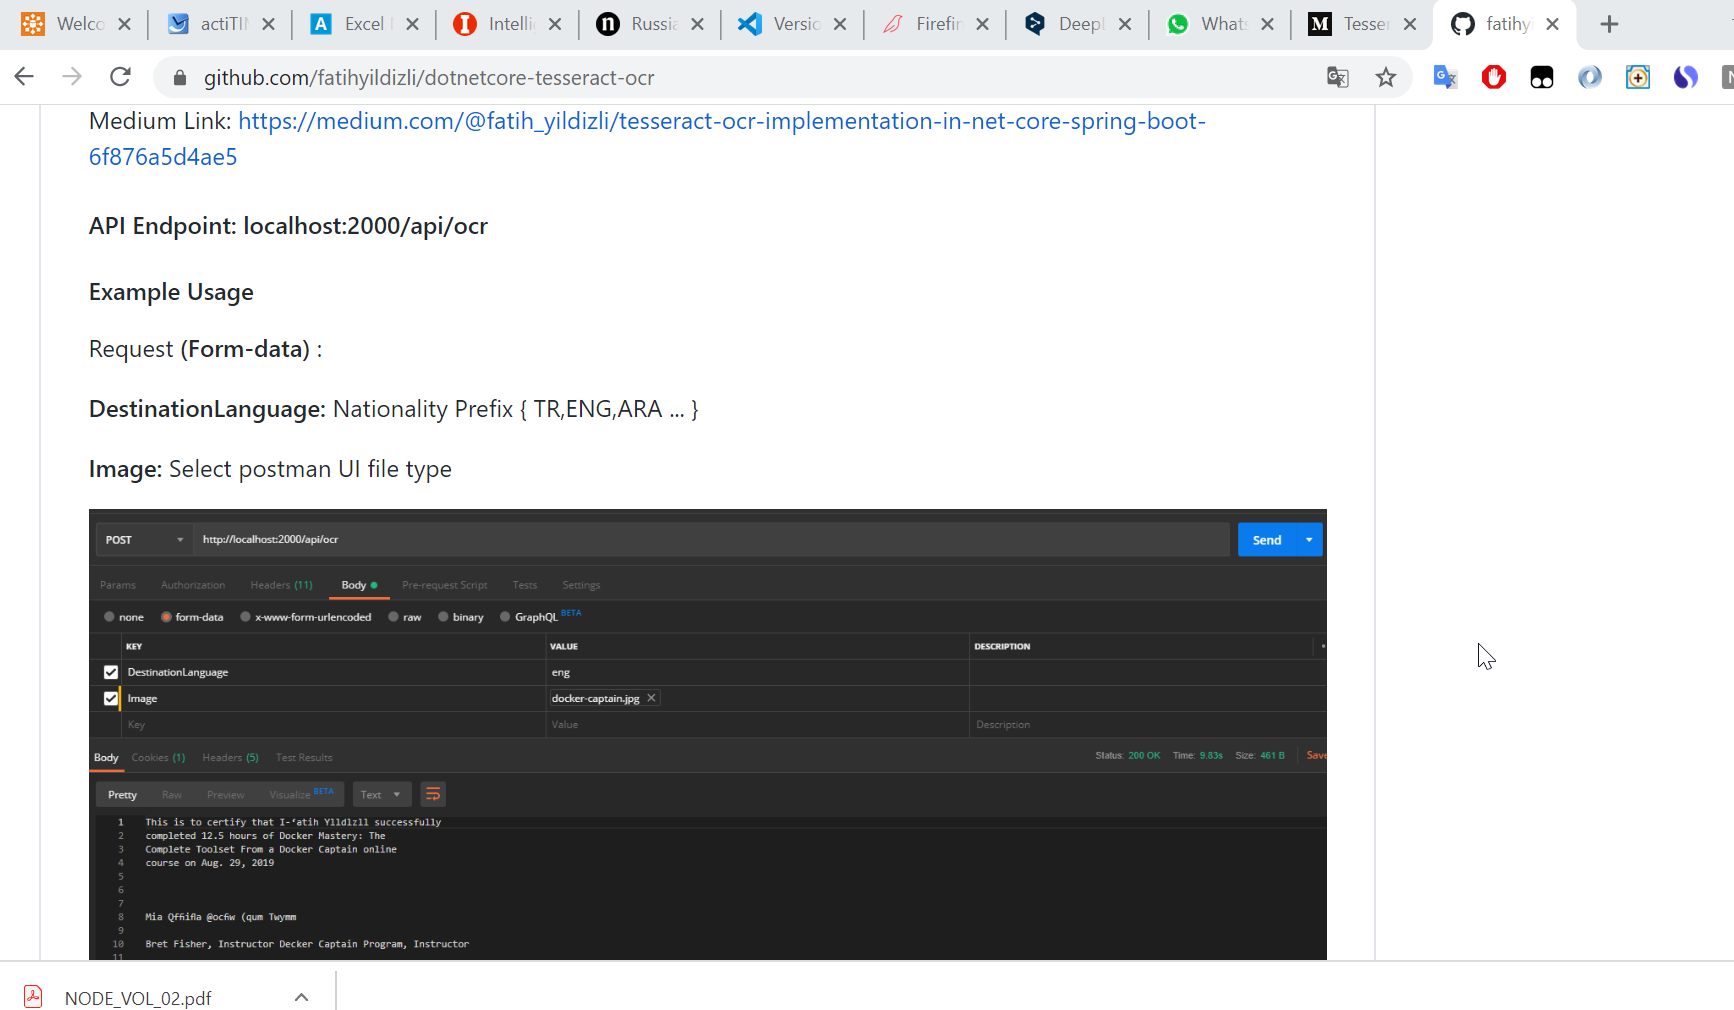 Welco
actiTI
Excel
Intelli
Russia
Versio
Firefin
DeepL
What
Tesser
fatihy
github.com/fatihyildizli/dotnetcore-tesseract-ocr
Medium Link: https://medium.com/@fatih_yildizli/tesseract-ocr-implementation-in-net-core-spring-boot-
6f876a5d4ae5
API Endpoint: localhost:2000/api/ocr
Example Usage
Request (Form-data) :
DestinationLanguage: Nationality Prefix { TR,ENG,ARA ... }
Image: Select postman UI file type
POST http://localhost:2000/api/ocr Send
Params Authorization Headers (11) Body Pre-request Script Tests Settings
none form-data x-www-form-urlencoded raw binary GraphQL BETA
KEY VALUE DESCRIPTION
DestinationLanguage eng
Image docker-captain.jpg
Key Value Description
Body Cookies (1) Headers (5) Test Results Status: 200 OK Time: 9.83s Size: 461 B Save
Pretty Raw Preview Visualize BETA Text
1 This is to certify that I-‘atih Ylldlzll successfully
2 completed 12.5 hours of Docker Mastery: The
3 Complete Toolset From a Docker Captain online
4 course on Aug. 29, 2019
5
6
7
8 Mia Qfifiifla @ocfiw (qum Twymm
9
10 Bret Fisher, Instructor Decker Captain Program, Instructor
11
NODE_VOL_02.pdf